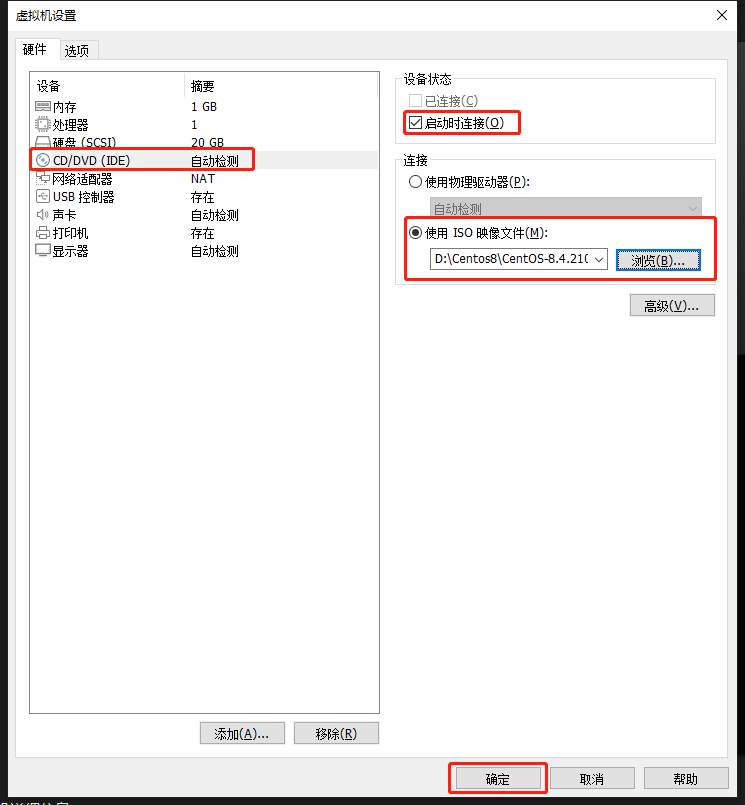 虚拟机设置
硬件 选项
设备 摘要
内存 1 GB
处理器 1
硬盘 (SCSI) 20 GB
CD/DVD (IDE) 自动检测
网络适配器 NAT
USB 控制器 存在
声卡 自动检测
打印机 存在
显示器 自动检测
添加(A)... 移除(R)
设备状态
已连接(C)
启动时连接(O)
连接
使用物理驱动器(P):
自动检测
使用 ISO 映像文件(M):
D:\Centos8\CentOS-8.4.210 浏览(B)...
高级(V)...
确定 取消 帮助